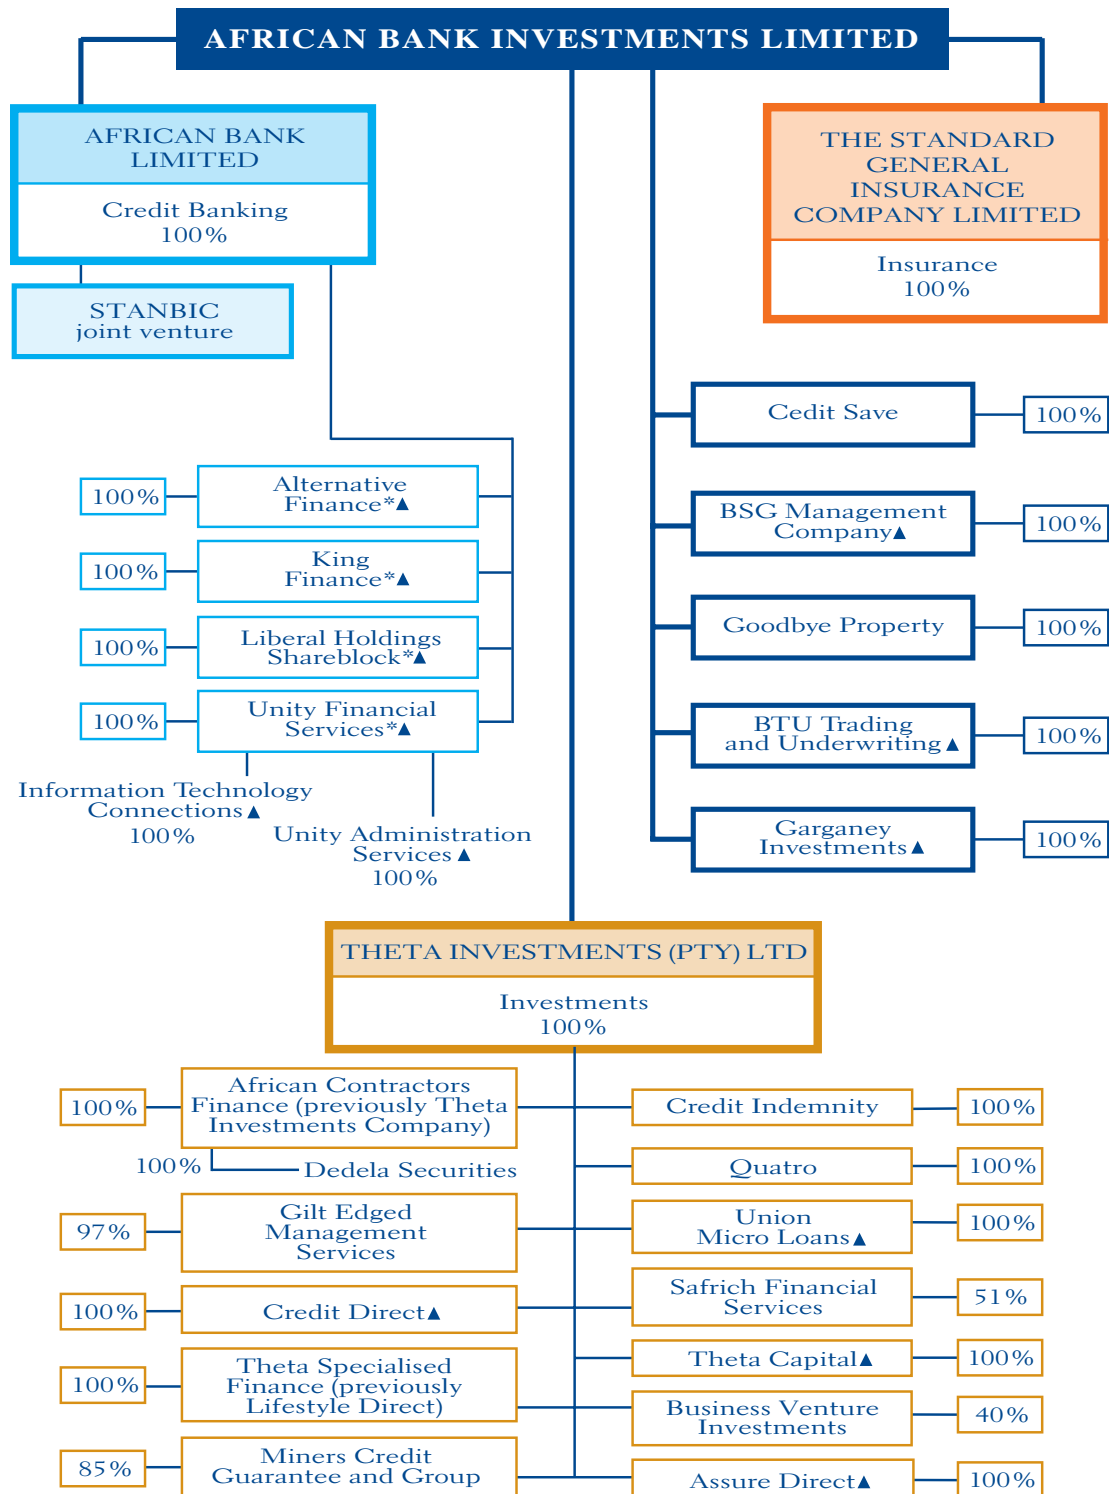 AFRICAN BANK INVESTMENTS LIMITED
AFRICAN BANK
LIMITED
Credit Banking
100%
STANBIC
joint venture
THE STANDARD
GENERAL
INSURANCE
COMPANY LIMITED
Insurance
100%
100%
Alternative
Finance*▲
100%
King
Finance*▲
100%
Liberal Holdings
Shareblock*▲
100%
Unity Financial
Services*▲
Information Technology
Connections▲
100%
Unity Administration
Services▲
100%
Cedit Save
100%
BSG Management
Company▲
100%
Goodbye Property
100%
BTU Trading
and Underwriting▲
100%
Garganey
Investments▲
100%
THETA INVESTMENTS (PTY) LTD
Investments
100%
100%
African Contractors
Finance (previously Theta
Investments Company)
100%
Dedela Securities
97%
Gilt Edged
Management
Services
100%
Credit Direct▲
100%
Theta Specialised
Finance (previously
Lifestyle Direct)
85%
Miners Credit
Guarantee and Group
Credit Indemnity
100%
Quatro
100%
Union
Micro Loans▲
100%
Safrich Financial
Services
51%
Theta Capital▲
100%
Business Venture
Investments
40%
Assure Direct▲
100%